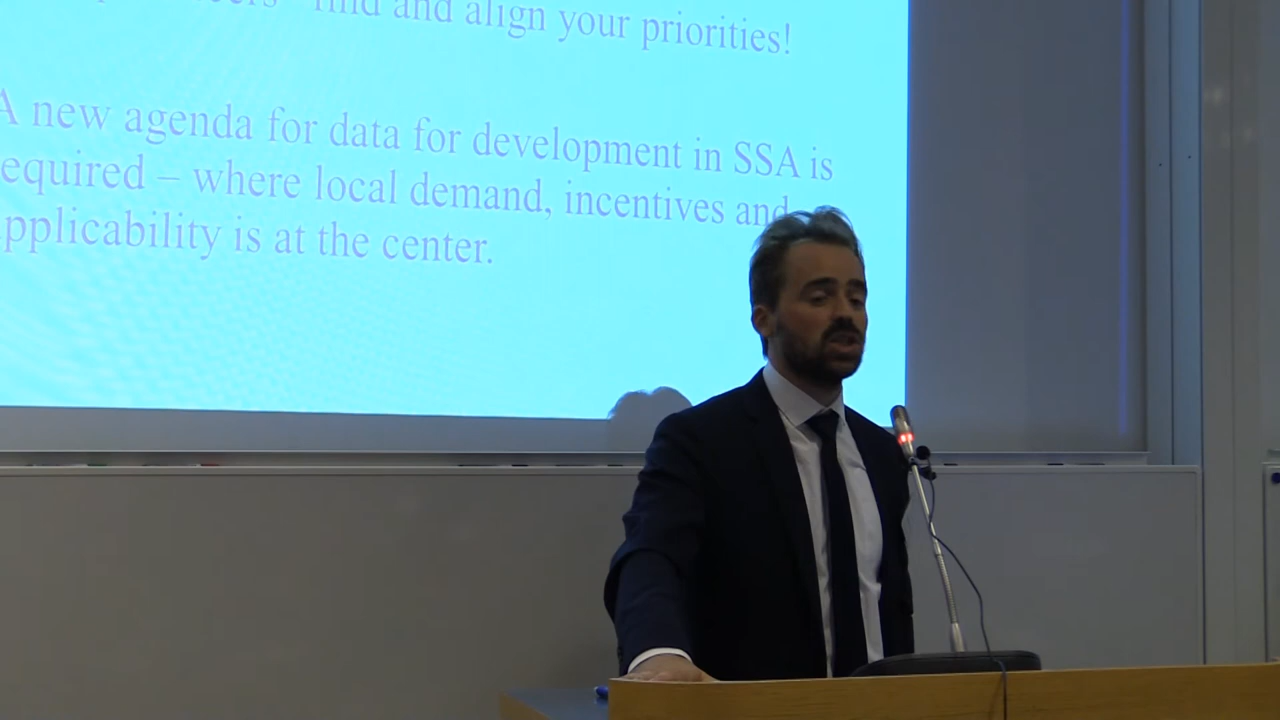 find and align your priorities!
A new agenda for data for development in SSA is
equired – where local demand, incentives and
pplicability is at the center.